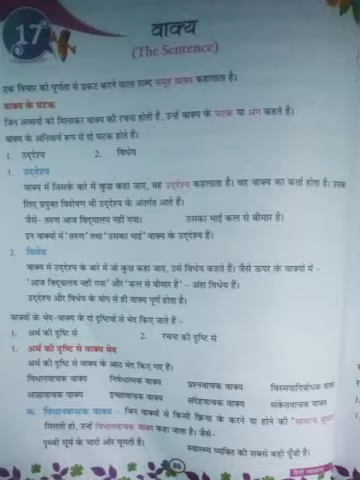 17
वाक्य
(The Sentence)
एक विचार को पूर्णता से प्रकट करने वाला शब्द समूह वाक्य कहलाता है।
वाक्य के घटक
जिन अवयवों को मिलाकर वाक्य की रचना होती है, उन्हें वाक्य के घटक या अंग कहते हैं।
वाक्य के अनिवार्य रूप से दो घटक होते हैं।
1. उद्देश्य 2. विधेय
1. उद्देश्य
वाक्य में जिसके बारे में कुछ कहा जाए, वह उद्देश्य कहलाता है। वह वाक्य का कर्ता होता है। उसके
लिए प्रयुक्त विशेषण भी उद्देश्य के अंतर्गत आते हैं।
जैसे- तरुण आज विद्यालय नहीं गया। उसका भाई कल से बीमार है।
इन वाक्यों में 'तरुण' तथा 'उसका भाई' वाक्य के उद्देश्य हैं।
2. विधेय
वाक्य में उद्देश्य के बारे में जो कुछ कहा जाए, उसे विधेय कहते हैं। जैसे ऊपर के वाक्यों में -
'आज विद्यालय नहीं गया' और 'कल से बीमार है' - अंश विधेय हैं।
उद्देश्य और विधेय के योग से ही वाक्य पूर्ण होता है।
वाक्यों के भेद-वाक्य के दो दृष्टियों से भेद किए जाते हैं -
1. अर्थ की दृष्टि से 2. रचना की दृष्टि से
1. अर्थ की दृष्टि से वाक्य भेद
अर्थ की दृष्टि से वाक्य के आठ भेद किए गए हैं।
विधानवाचक वाक्य निषेधात्मक वाक्य प्रश्नवाचक वाक्य विस्मयादिबोधक वाक्य
आज्ञावाचक वाक्य इच्छावाचक वाक्य संदेहवाचक वाक्य संकेतवाचक वाक्य
क. विधानवाचक वाक्य - जिन वाक्यों से किसी क्रिया के करने या होने की 'सामान्य सूचना
मिलती हो, उन्हें विधानवाचक वाक्य कहा जाता है। जैसे-
पृथ्वी सूर्य के चारों ओर घूमती है। स्वास्थ्य व्यक्ति की सबसे बड़ी पूँजी है।